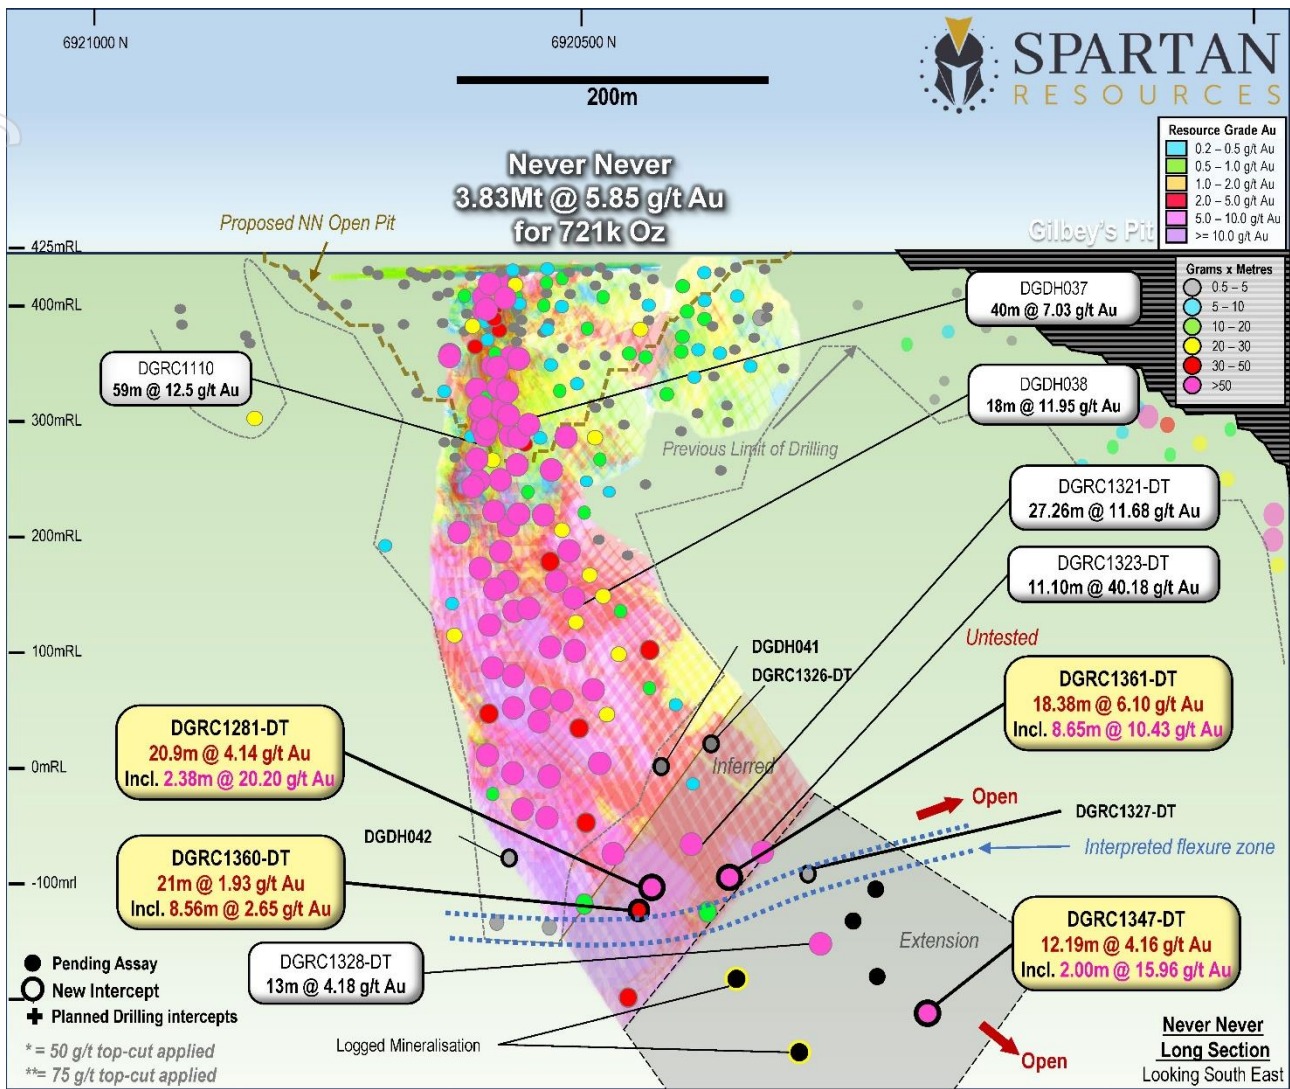 6921000 N
6920500 N
200m
SPARTAN
RESOURCES
Resource Grade Au
0.2 – 0.5 g/t Au
0.5 – 1.0 g/t Au
1.0 – 2.0 g/t Au
2.0 – 5.0 g/t Au
5.0 – 10.0 g/t Au
>= 10.0 g/t Au
Never Never
3.83Mt @ 5.85 g/t Au
for 721k Oz
Proposed NN Open Pit
Gilbey's Pit
425mRL
Grams x Metres
0.5 – 5
5 – 10
10 – 20
20 – 30
30 – 50
>50
DGDH037
40m @ 7.03 g/t Au
400mRL
DGRC1110
59m @ 12.5 g/t Au
DGDH038
18m @ 11.95 g/t Au
300mRL
Previous Limit of Drilling
DGRC1321-DT
27.26m @ 11.68 g/t Au
200mRL
DGRC1323-DT
11.10m @ 40.18 g/t Au
Untested
100mRL
DGDH041
DGRC1326-DT
DGRC1361-DT
18.38m @ 6.10 g/t Au
Incl. 8.65m @ 10.43 g/t Au
DGRC1281-DT
20.9m @ 4.14 g/t Au
Incl. 2.38m @ 20.20 g/t Au
0mRL
Inferred
Open
DGRC1327-DT
DGDH042
Interpreted flexure zone
DGRC1360-DT
21m @ 1.93 g/t Au
Incl. 8.56m @ 2.65 g/t Au
-100mrl
DGRC1347-DT
12.19m @ 4.16 g/t Au
Incl. 2.00m @ 15.96 g/t Au
Extension
DGRC1328-DT
13m @ 4.18 g/t Au
Pending Assay
New Intercept
Planned Drilling intercepts
* = 50 g/t top-cut applied
**= 75 g/t top-cut applied
Logged Mineralisation
Open
Never Never
Long Section
Looking South East